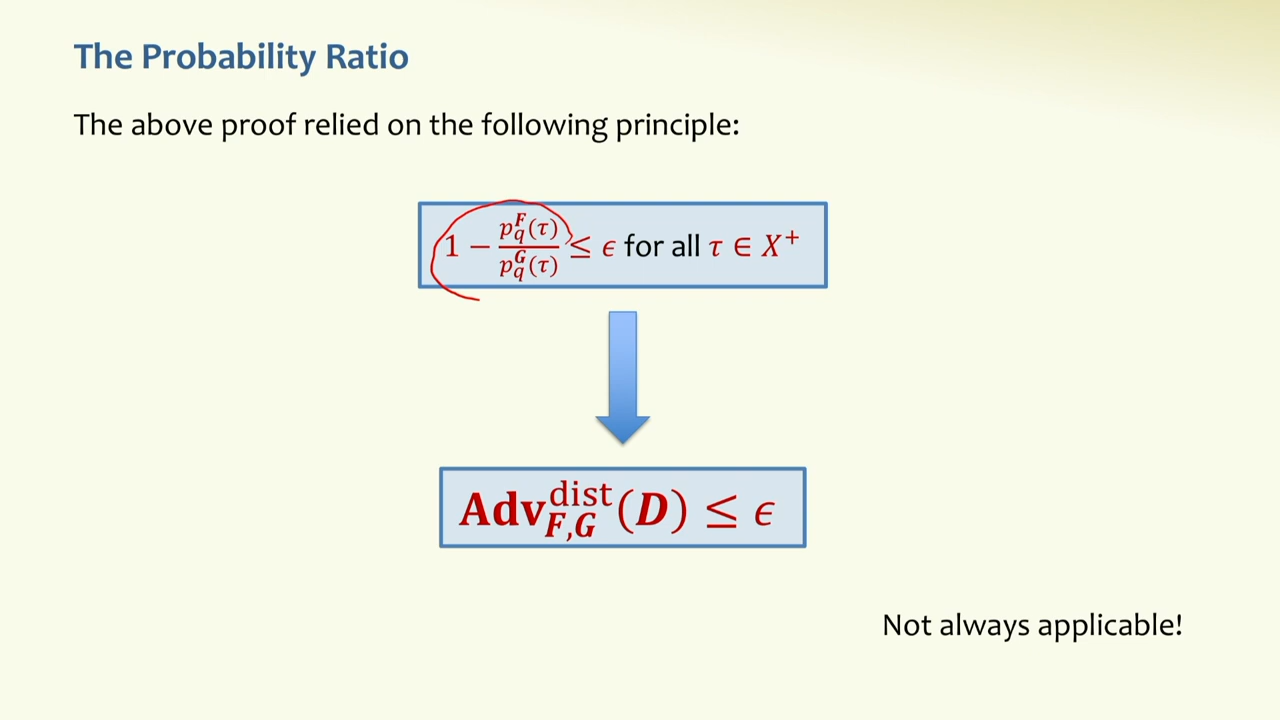 The Probability Ratio
The above proof relied on the following principle:
1 − p_q^F(τ) / p_q^G(τ) ≤ ϵ for all τ ∈ X⁺
Adv_{F,G}^{dist}(D) ≤ ϵ
Not always applicable!